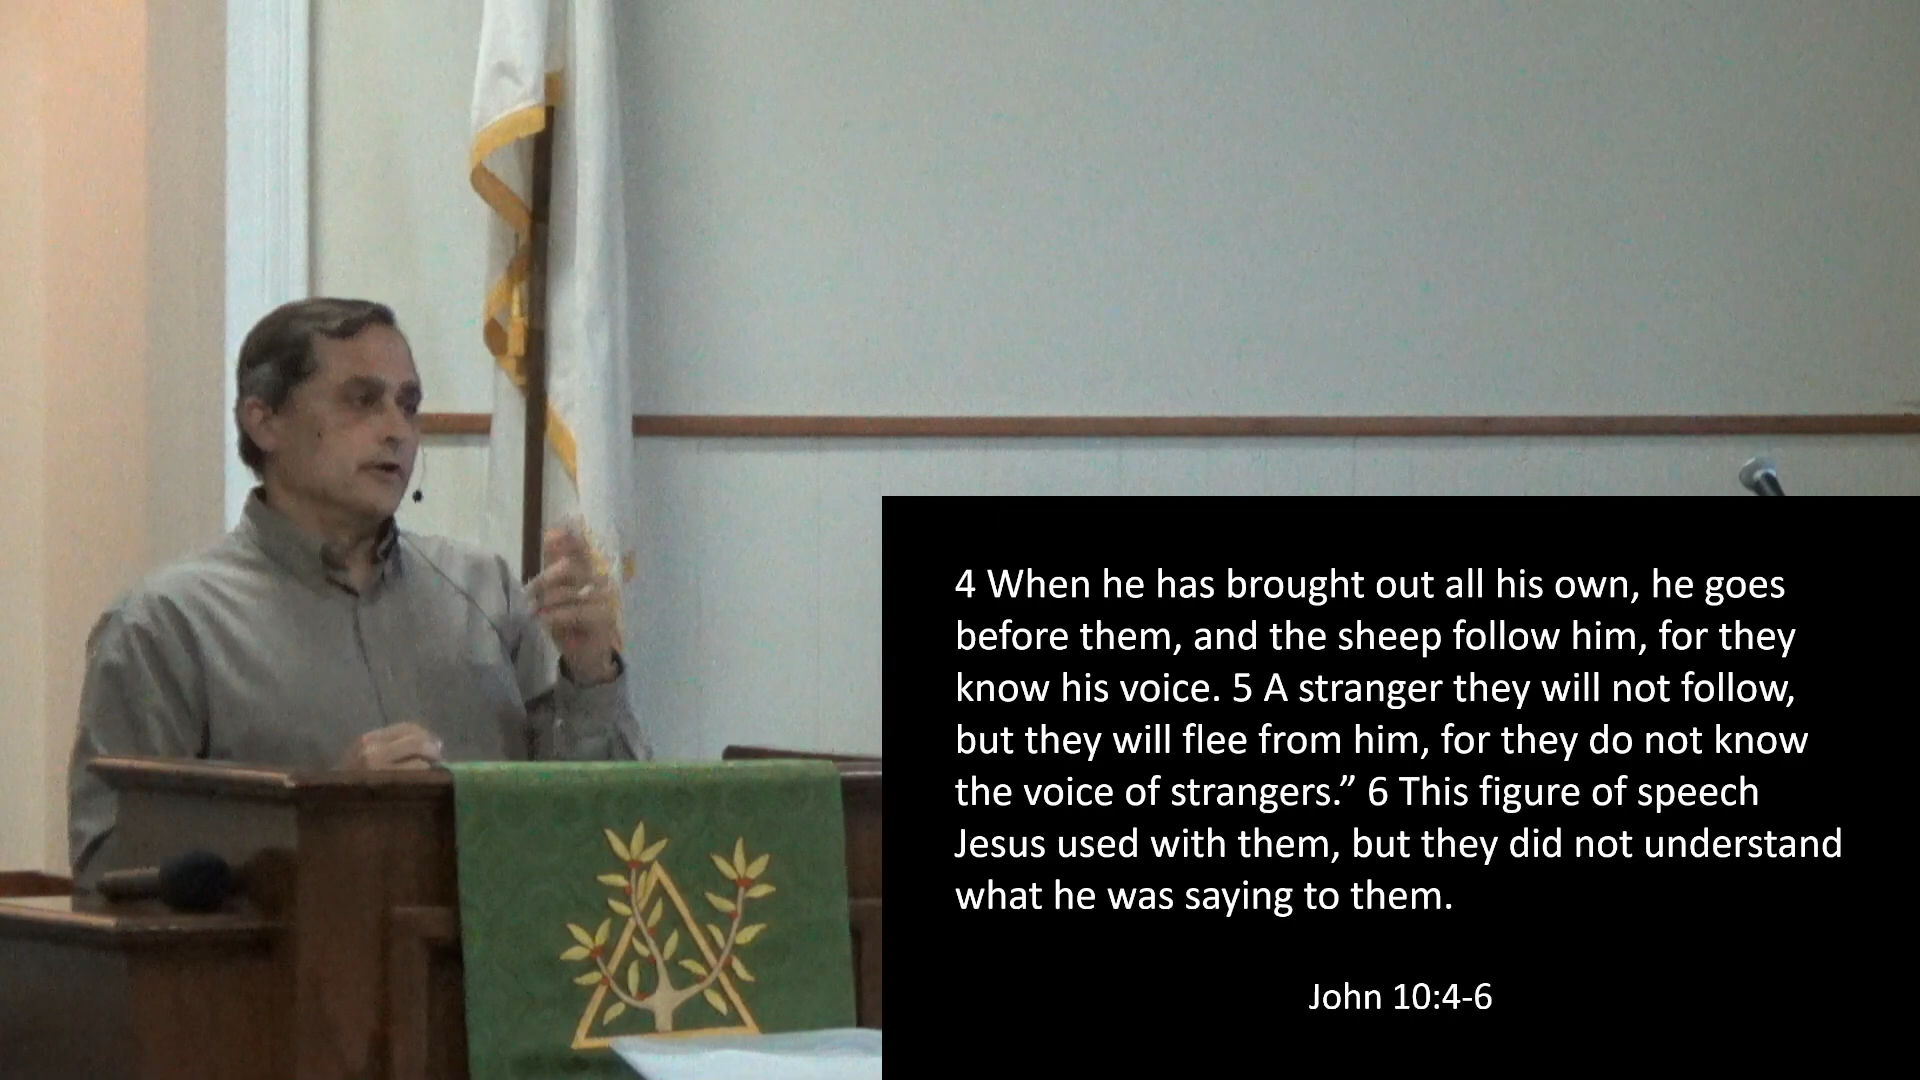 4 When he has brought out all his own, he goes
before them, and the sheep follow him, for they
know his voice. 5 A stranger they will not follow,
but they will flee from him, for they do not know
the voice of strangers.” 6 This figure of speech
Jesus used with them, but they did not understand
what he was saying to them.
John 10:4-6